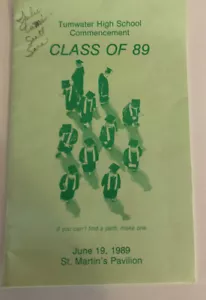 Tumwater High School
Commencement
CLASS OF 89
If you can't find a path, make one.
June 19, 1989
St. Martin's Pavilion